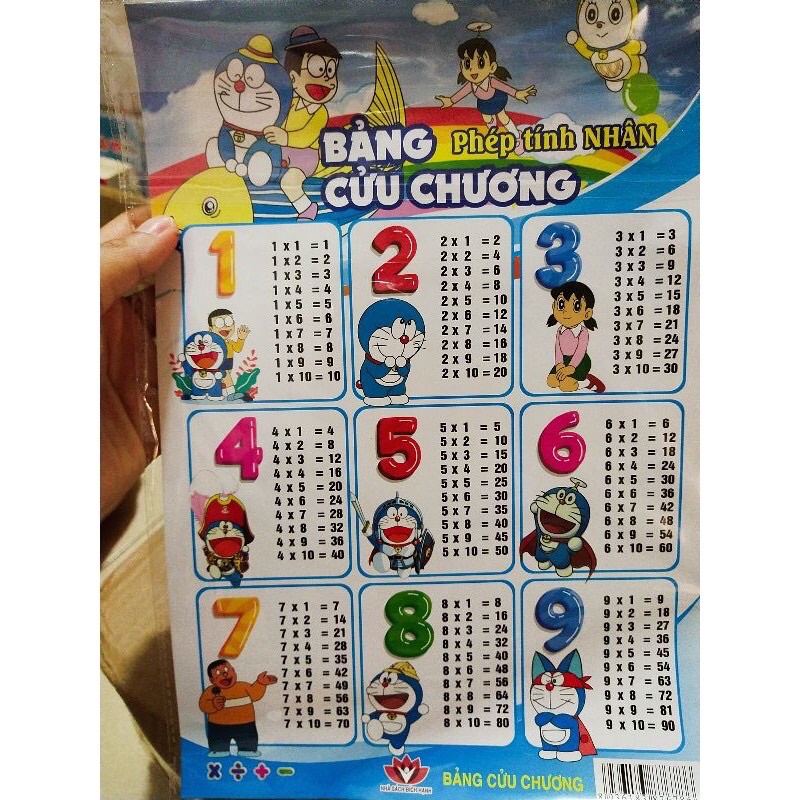 BẢNG Phép tính NHÂN
CỬU CHƯƠNG
1
1 x 1 = 1
1 x 2 = 2
1 x 3 = 3
1 x 4 = 4
1 x 5 = 5
1 x 6 = 6
1 x 7 = 7
1 x 8 = 8
1 x 9 = 9
1 x 10 = 10
2
2 x 1 = 2
2 x 2 = 4
2 x 3 = 6
2 x 4 = 8
2 x 5 = 10
2 x 6 = 12
2 x 7 = 14
2 x 8 = 16
2 x 9 = 18
2 x 10 = 20
3
3 x 1 = 3
3 x 2 = 6
3 x 3 = 9
3 x 4 = 12
3 x 5 = 15
3 x 6 = 18
3 x 7 = 21
3 x 8 = 24
3 x 9 = 27
3 x 10 = 30
4
4 x 1 = 4
4 x 2 = 8
4 x 3 = 12
4 x 4 = 16
4 x 5 = 20
4 x 6 = 24
4 x 7 = 28
4 x 8 = 32
4 x 9 = 36
4 x 10 = 40
5
5 x 1 = 5
5 x 2 = 10
5 x 3 = 15
5 x 4 = 20
5 x 5 = 25
5 x 6 = 30
5 x 7 = 35
5 x 8 = 40
5 x 9 = 45
5 x 10 = 50
6
6 x 1 = 6
6 x 2 = 12
6 x 3 = 18
6 x 4 = 24
6 x 5 = 30
6 x 6 = 36
6 x 7 = 42
6 x 8 = 48
6 x 9 = 54
6 x 10 = 60
7
7 x 1 = 7
7 x 2 = 14
7 x 3 = 21
7 x 4 = 28
7 x 5 = 35
7 x 6 = 42
7 x 7 = 49
7 x 8 = 56
7 x 9 = 63
7 x 10 = 70
8
8 x 1 = 8
8 x 2 = 16
8 x 3 = 24
8 x 4 = 32
8 x 5 = 40
8 x 6 = 48
8 x 7 = 56
8 x 8 = 64
8 x 9 = 72
8 x 10 = 80
9
9 x 1 = 9
9 x 2 = 18
9 x 3 = 27
9 x 4 = 36
9 x 5 = 45
9 x 6 = 54
9 x 7 = 63
9 x 8 = 72
9 x 9 = 81
9 x 10 = 90
x ÷ + −
NHÀ SÁCH BÍCH HẠNH
BẢNG CỬU CHƯƠNG